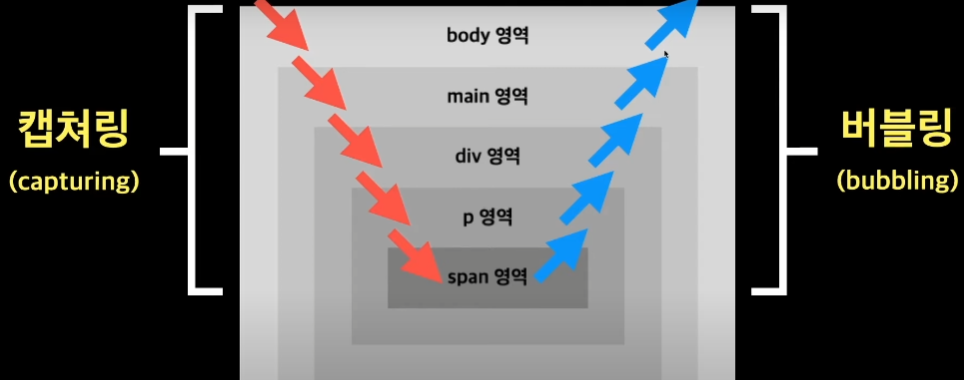 캡쳐링
(capturing)
body 영역
main 영역
div 영역
p 영역
span 영역
버블링
(bubbling)